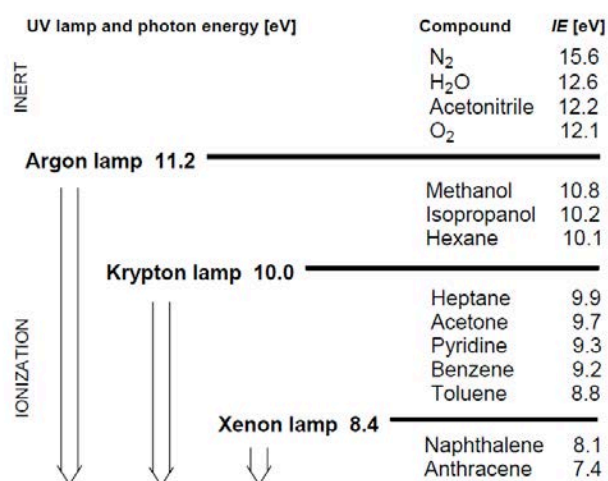 UV lamp and photon energy [eV] Compound IE [eV]
INERT
N₂ 15.6
H₂O 12.6
Acetonitrile 12.2
O₂ 12.1
Argon lamp 11.2
Methanol 10.8
Isopropanol 10.2
Hexane 10.1
Krypton lamp 10.0
IONIZATION
Heptane 9.9
Acetone 9.7
Pyridine 9.3
Benzene 9.2
Toluene 8.8
Xenon lamp 8.4
Naphthalene 8.1
Anthracene 7.4